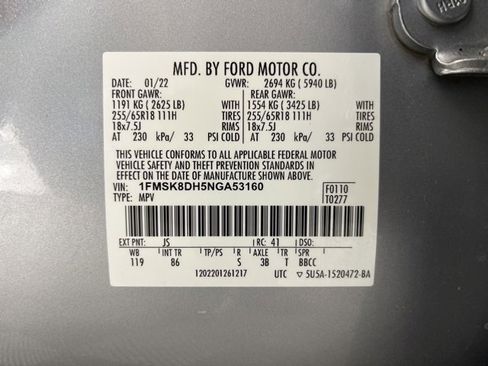 MFD. BY FORD MOTOR CO.
DATE: 01/22 GVWR: 2694 KG ( 5940 LB)
FRONT GAWR: REAR GAWR:
1191 KG ( 2625 LB) WITH 1554 KG ( 3425 LB) WITH
255/65R18 111H TIRES 255/65R18 111H TIRES
18x7.5J RIMS 18x7.5J RIMS
AT 230 kPa/ 33 PSI COLD AT 230 kPa/ 33 PSI COLD
THIS VEHICLE CONFORMS TO ALL APPLICABLE FEDERAL MOTOR
VEHICLE SAFETY AND THEFT PREVENTION STANDARDS IN
EFFECT ON THE DATE OF MANUFACTURE SHOWN ABOVE.
VIN: 1FMSK8DH5NGA53160 F0110
TYPE: MPV T0277
EXT PNT: JS RC: 41 DSO:
WB INT TR TP/PS R AXLE TR SPR
119 86 S 3B T BBCC
1202201261217 UTC ▽ 5U5A-1520472-BA